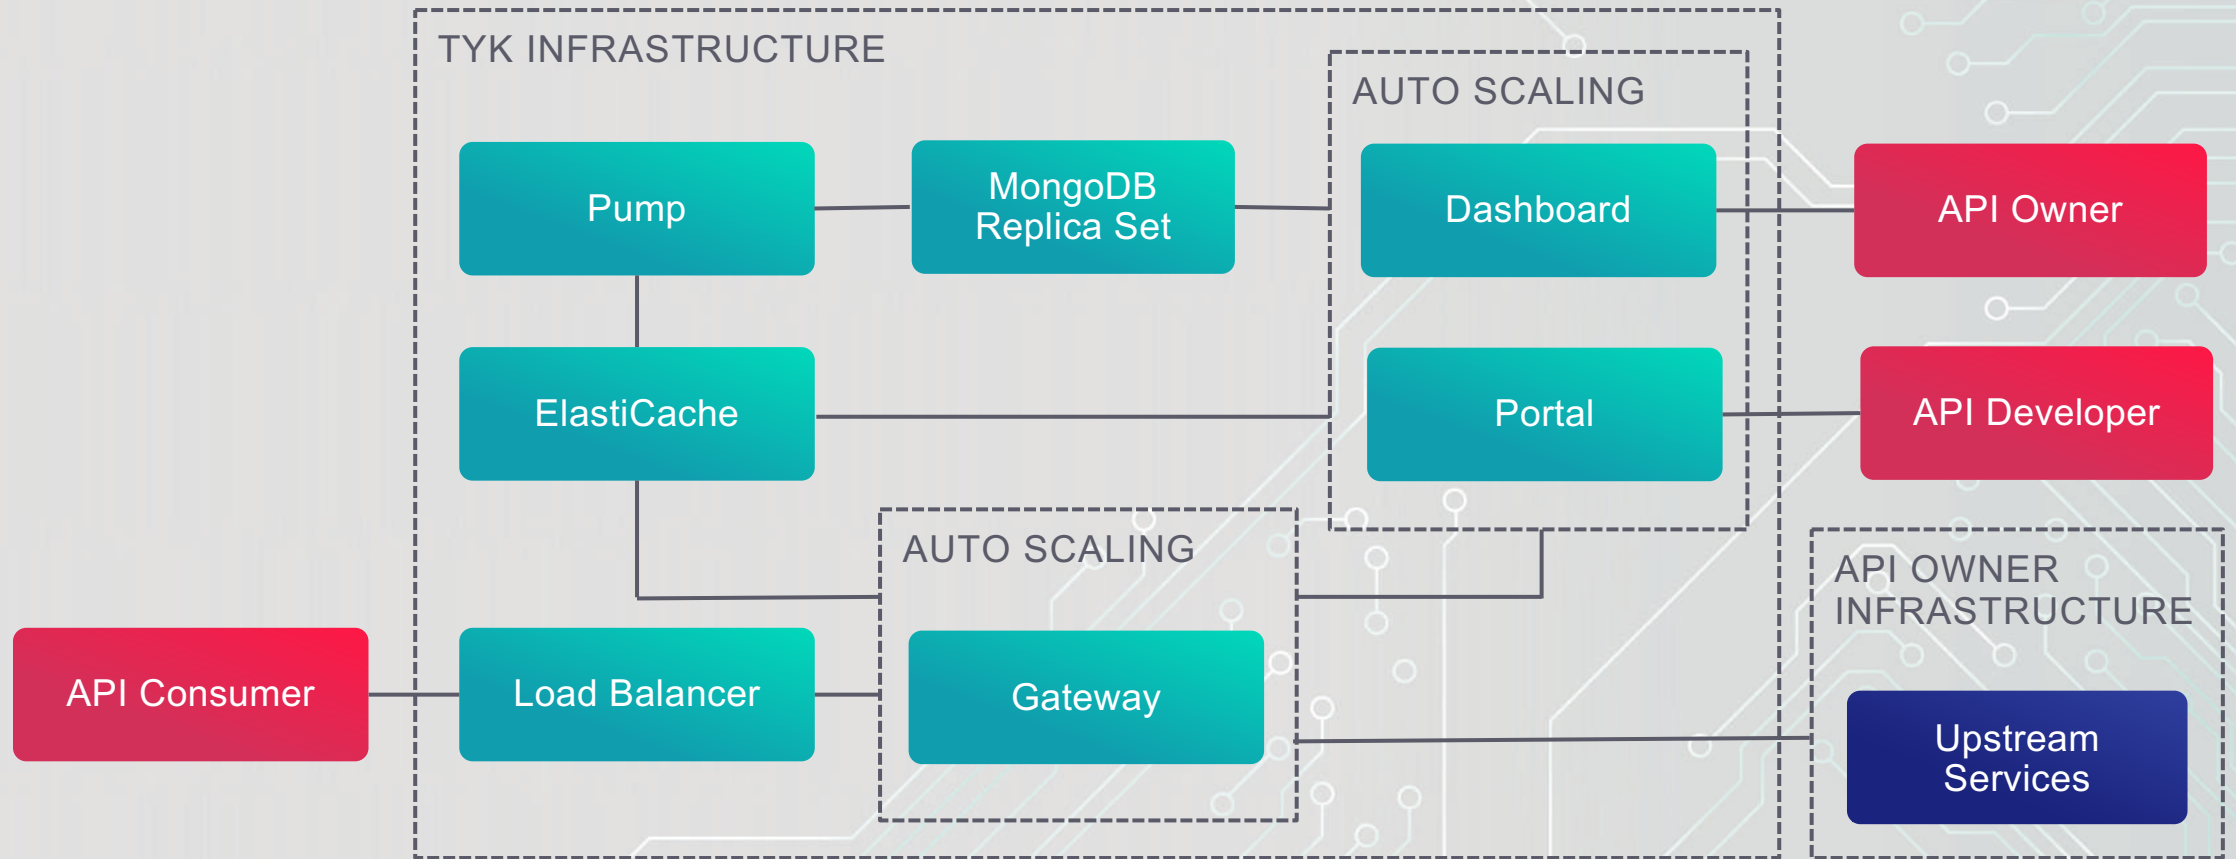 TYK INFRASTRUCTURE
AUTO SCALING
Pump
MongoDB
Replica Set
Dashboard
API Owner
ElastiCache
Portal
API Developer
AUTO SCALING
API OWNER
INFRASTRUCTURE
API Consumer
Load Balancer
Gateway
Upstream
Services